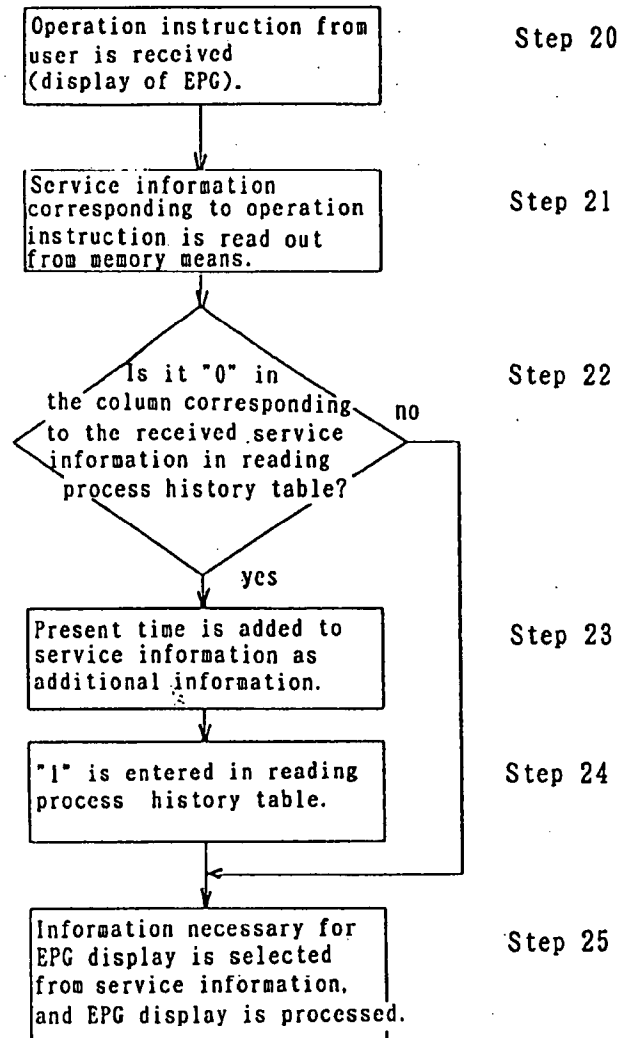 Operation instruction from
user is received
(display of EPG).
Step 20
Service information
corresponding to operation
instruction is read out
from memory means.
Step 21
Is it "0" in
the column corresponding
to the received service
information in reading
process history table?
Step 22
no
yes
Present time is added to
service information as
additional information.
Step 23
"1" is entered in reading
process history table.
Step 24
Information necessary for
EPG display is selected
from service information,
and EPG display is processed.
Step 25